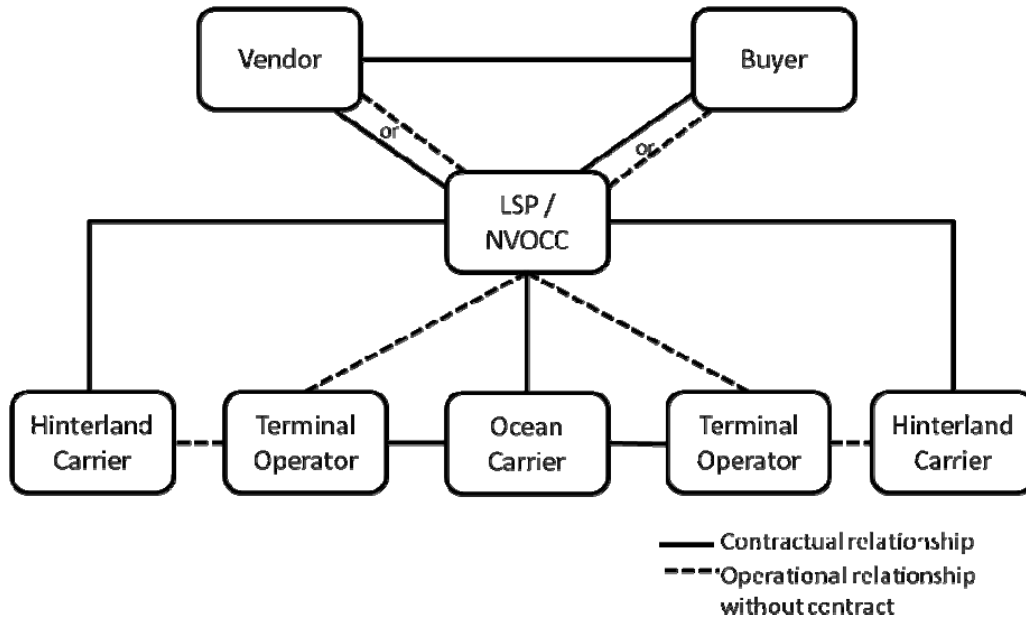 Vendor
Buyer
or
or
LSP /
NVOCC
Hinterland
Carrier
Terminal
Operator
Ocean
Carrier
Terminal
Operator
Hinterland
Carrier
Contractual relationship
Operational relationship
without contract